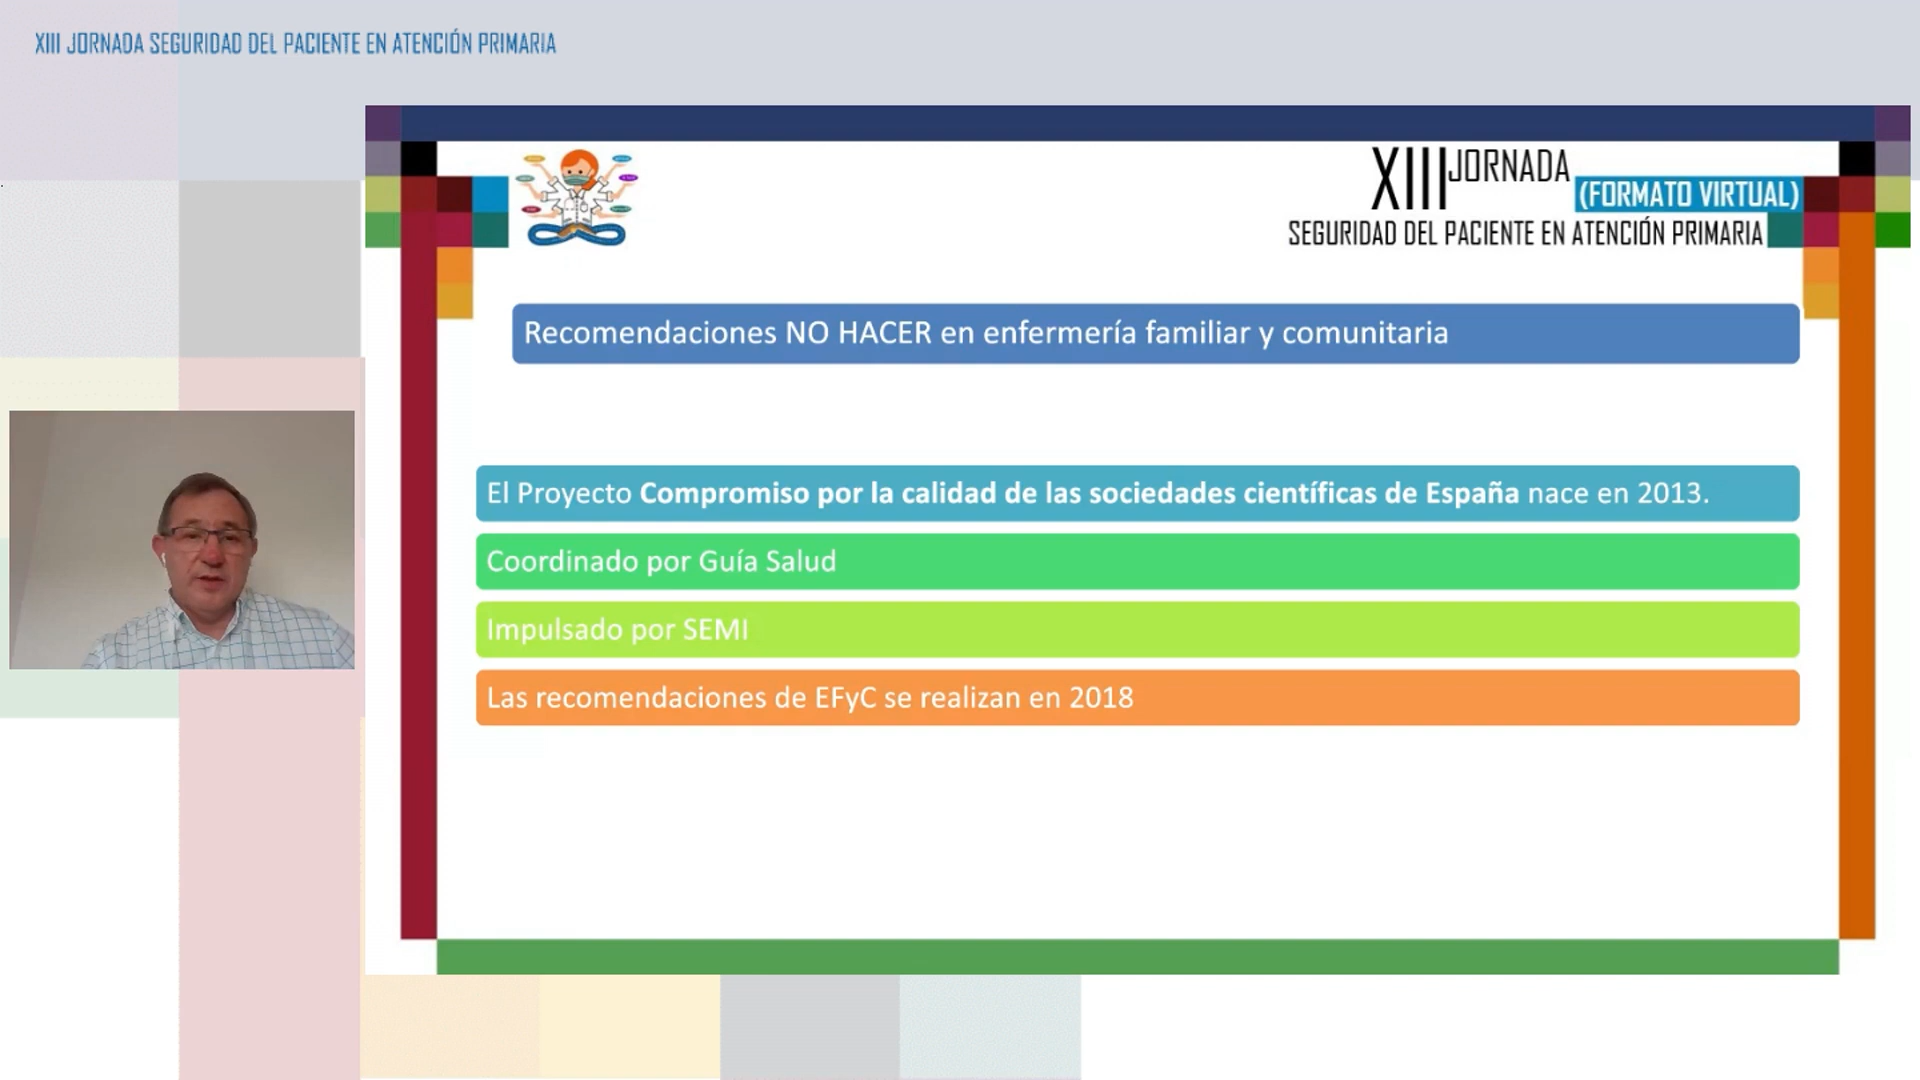 XIII JORNADA SEGURIDAD DEL PACIENTE EN ATENCIÓN PRIMARIA
XIII JORNADA
(FORMATO VIRTUAL)
SEGURIDAD DEL PACIENTE EN ATENCIÓN PRIMARIA
Recomendaciones NO HACER en enfermería familiar y comunitaria
El Proyecto Compromiso por la calidad de las sociedades científicas de España nace en 2013.
Coordinado por Guía Salud
Impulsado por SEMI
Las recomendaciones de EFyC se realizan en 2018